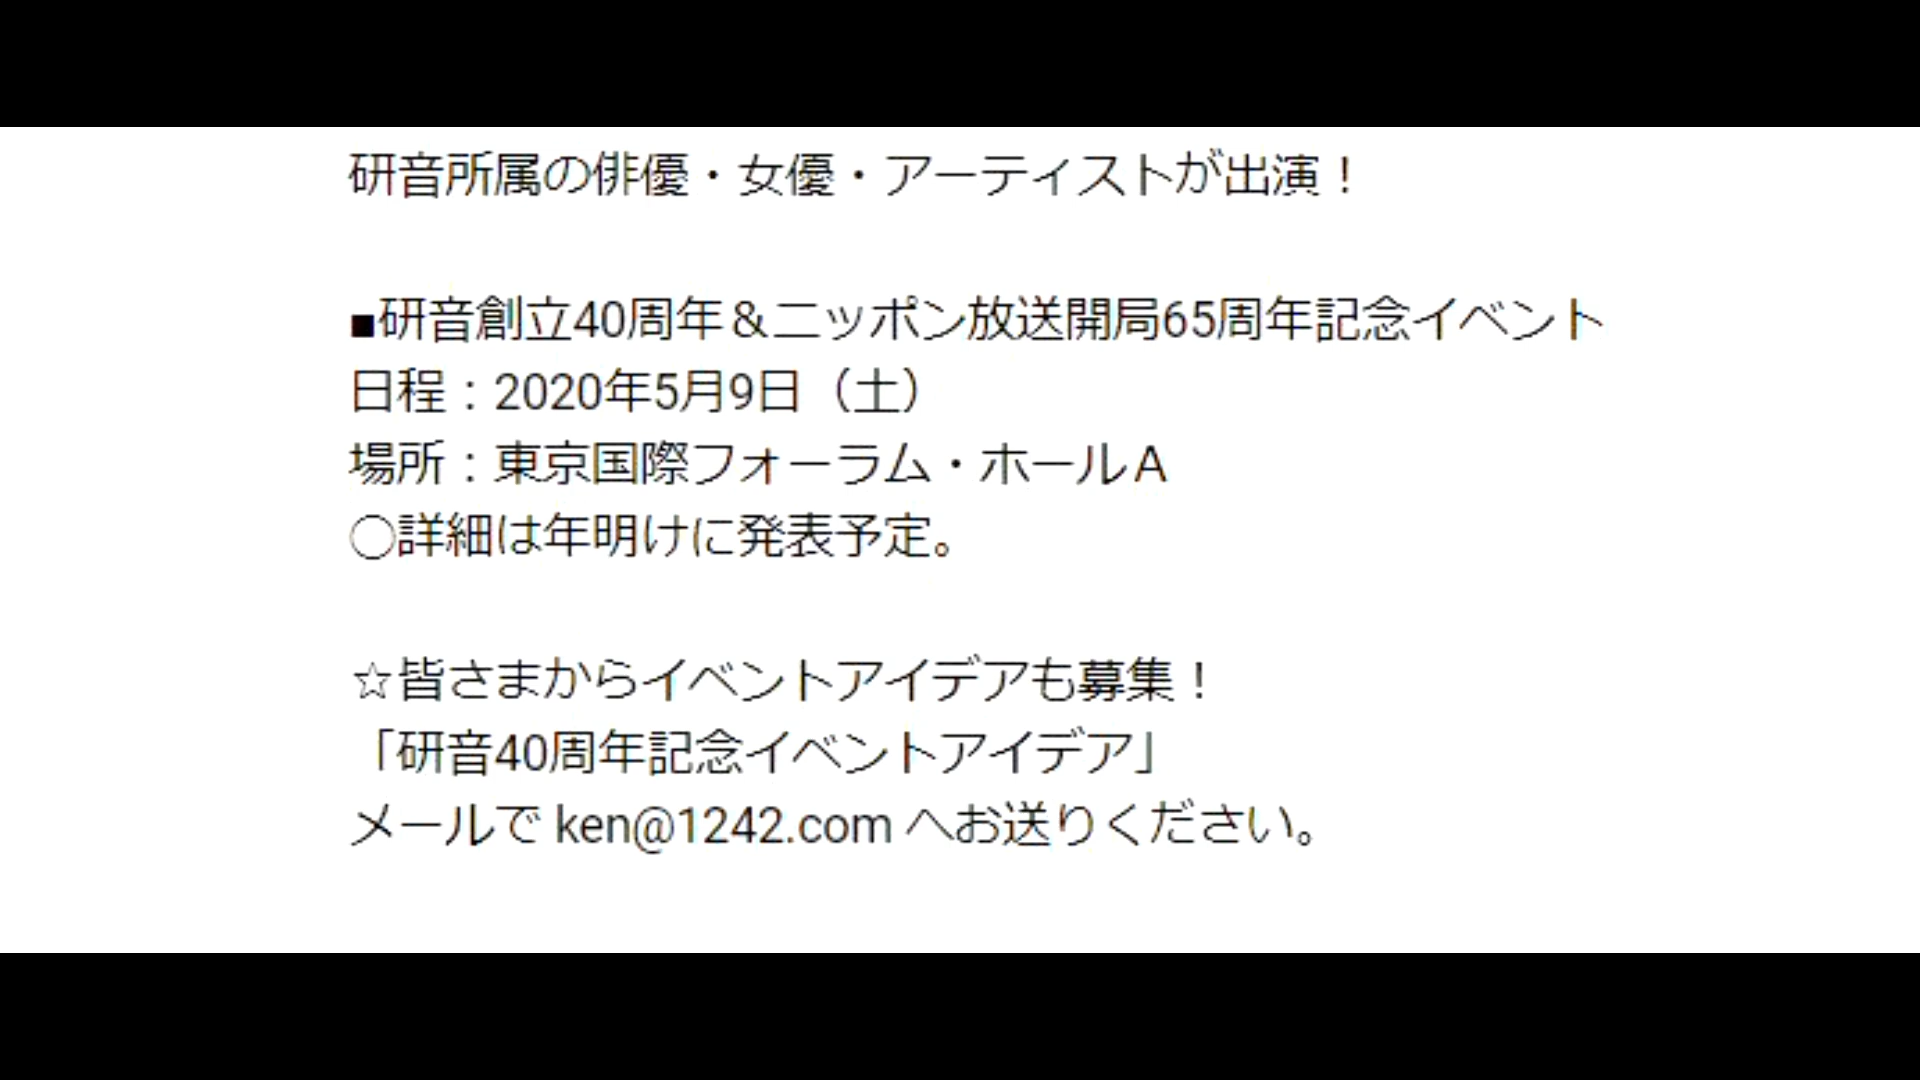 研音所属の俳優・女優・アーティストが出演！
■研音創立40周年＆ニッポン放送開局65周年記念イベント
日程：2020年5月9日（土）
場所：東京国際フォーラム・ホールＡ
〇詳細は年明けに発表予定。
☆皆さまからイベントアイデアも募集！
「研音40周年記念イベントアイデア」
メールで ken@1242.com へお送りください。